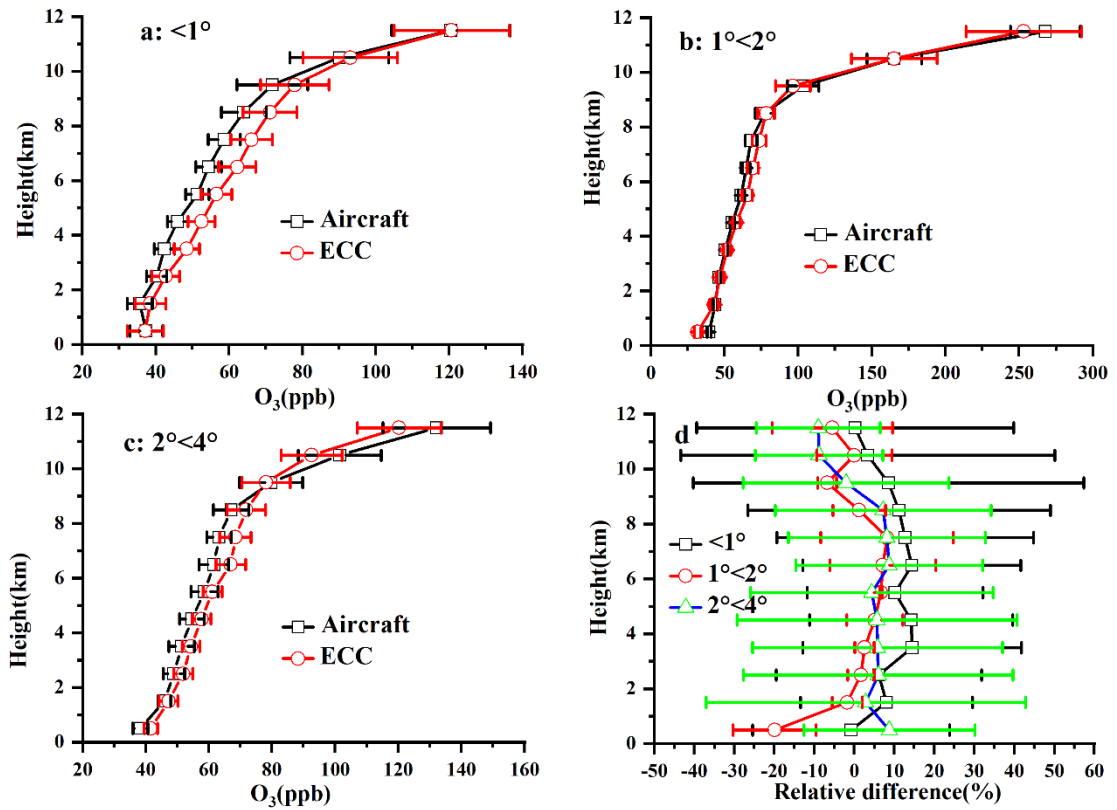 a: <1°
12
10
8
6
4
2
0
Height(km)
Aircraft
ECC
20 40 60 80 100 120 140
O3(ppb)
b: 1°<2°
12
10
8
6
4
2
0
Height(km)
Aircraft
ECC
0 50 100 150 200 250 300
O3(ppb)
c: 2°<4°
12
10
8
6
4
2
0
Height(km)
Aircraft
ECC
20 40 60 80 100 120 140 160
O3(ppb)
d
12
10
8
6
4
2
0
Height(km)
<1°
1°<2°
2°<4°
-50 -40 -30 -20 -10 0 10 20 30 40 50 60
Relative difference(%)